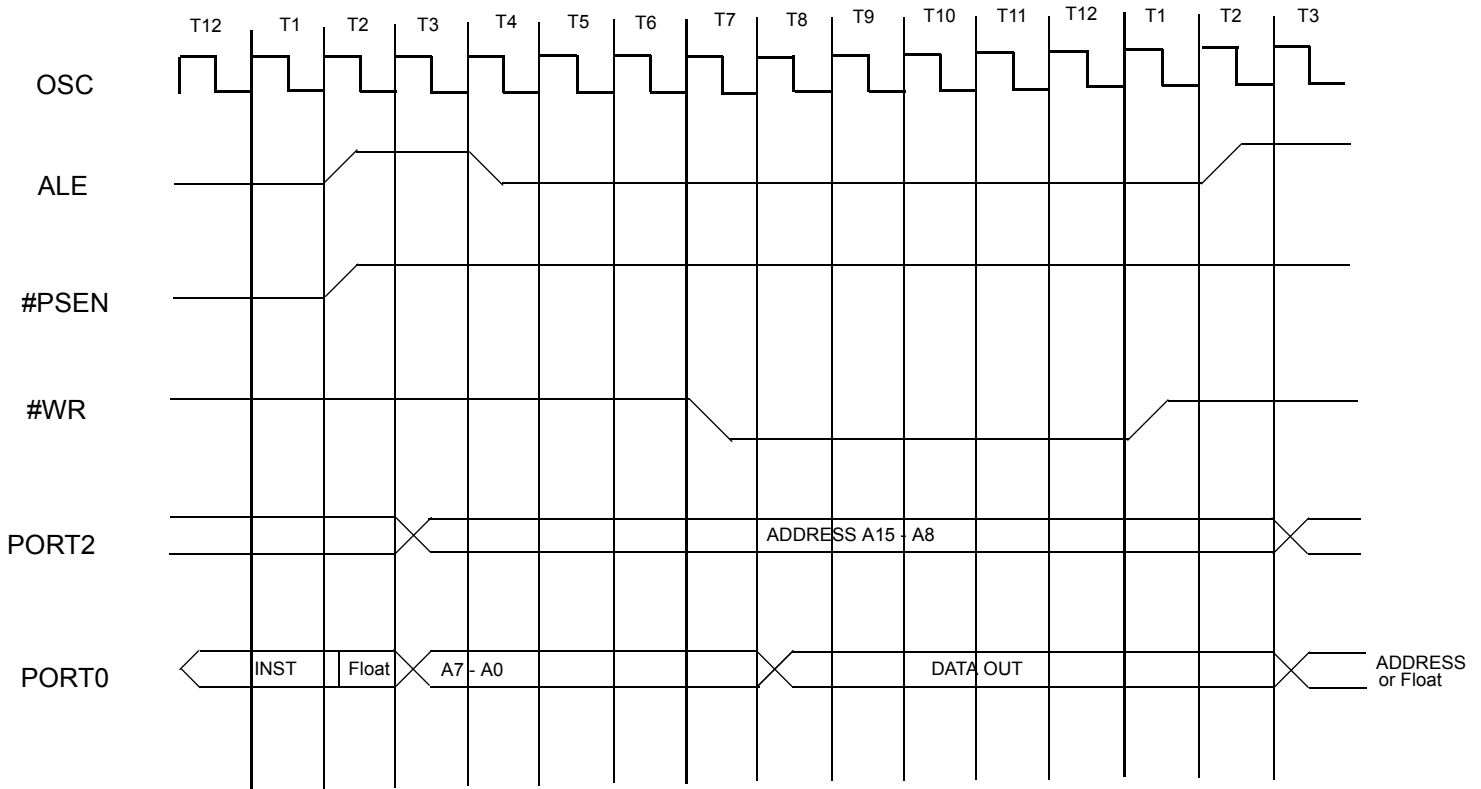 T12 T1 T2 T3 T4 T5 T6 T7 T8 T9 T10 T11 T12 T1 T2 T3
OSC
ALE
#PSEN
#WR
PORT2 ADDRESS A15 - A8
PORT0 INST Float A7 - A0 DATA OUT ADDRESS
or Float